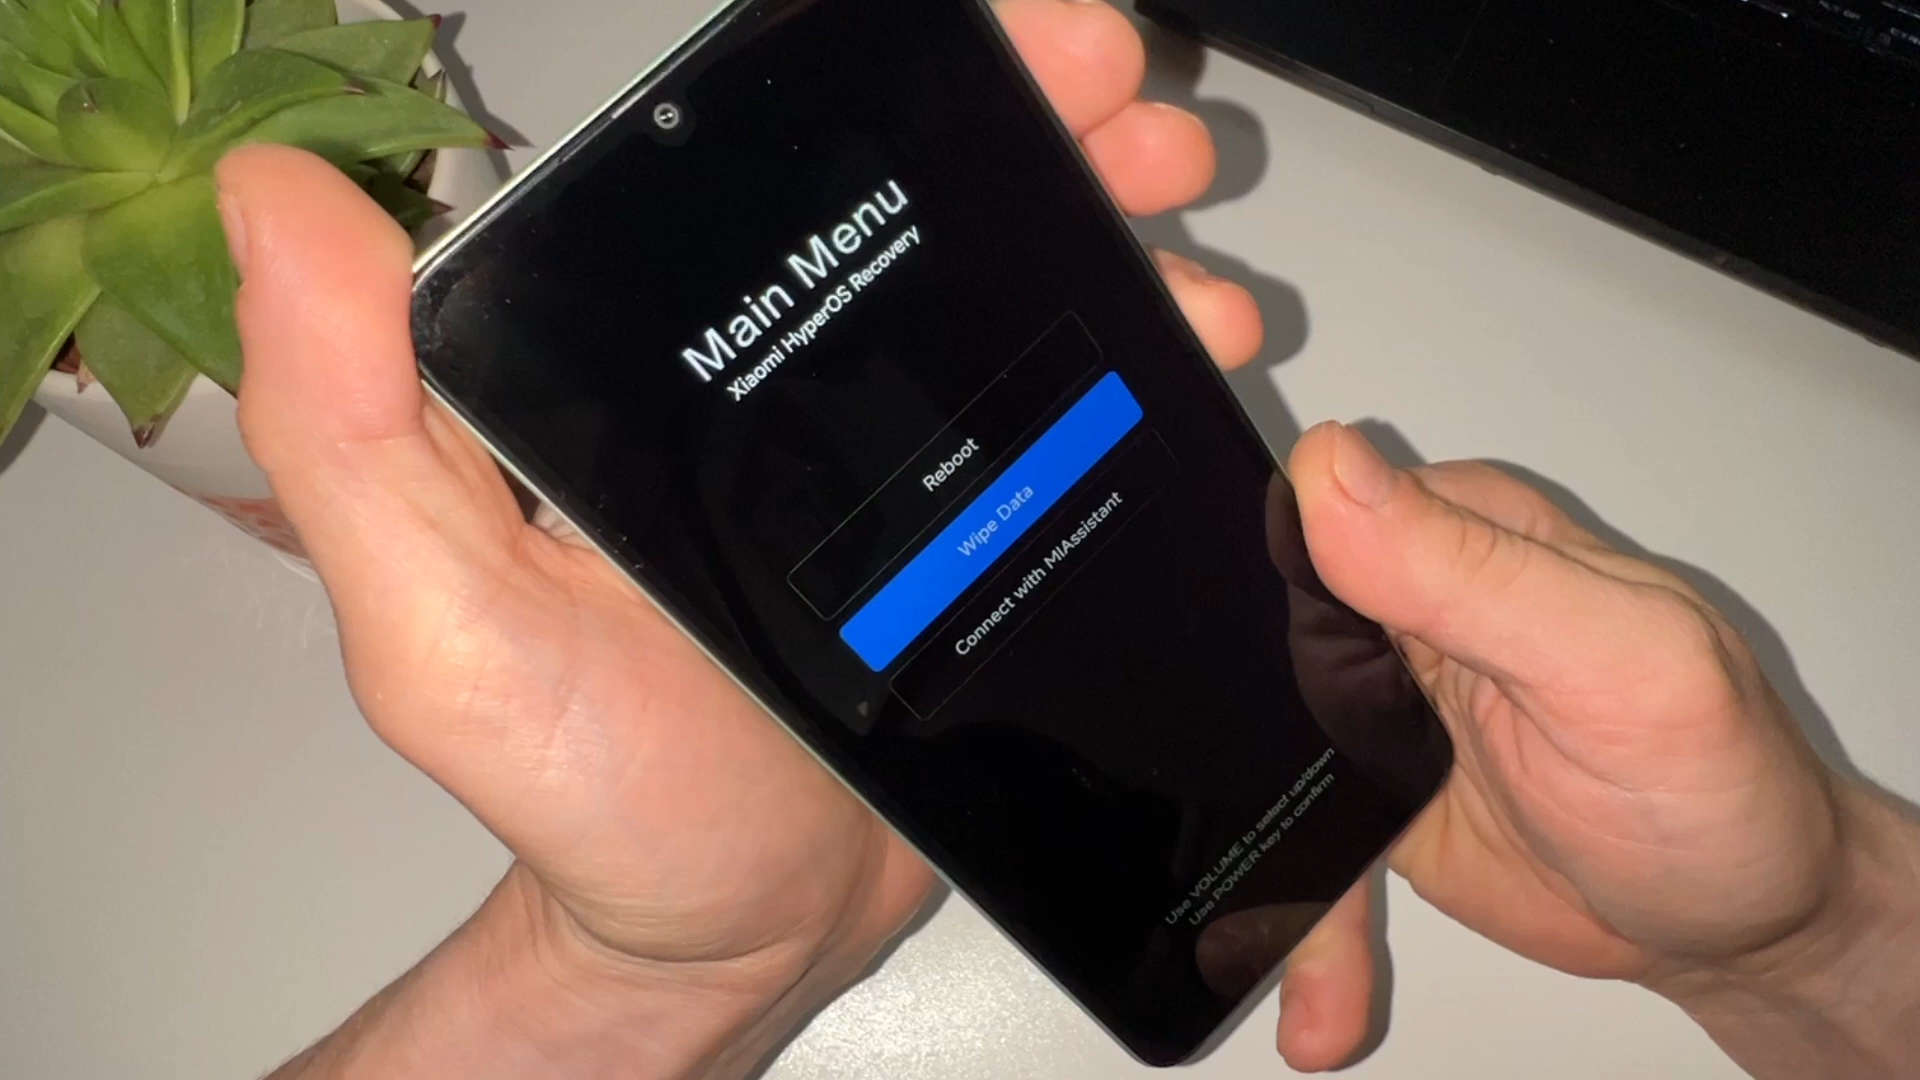 Main Menu
Xiaomi HyperOS Recovery
Reboot
Wipe Data
Connect with MIAssistant
Use VOLUME to select up/down
Use POWER key to confirm